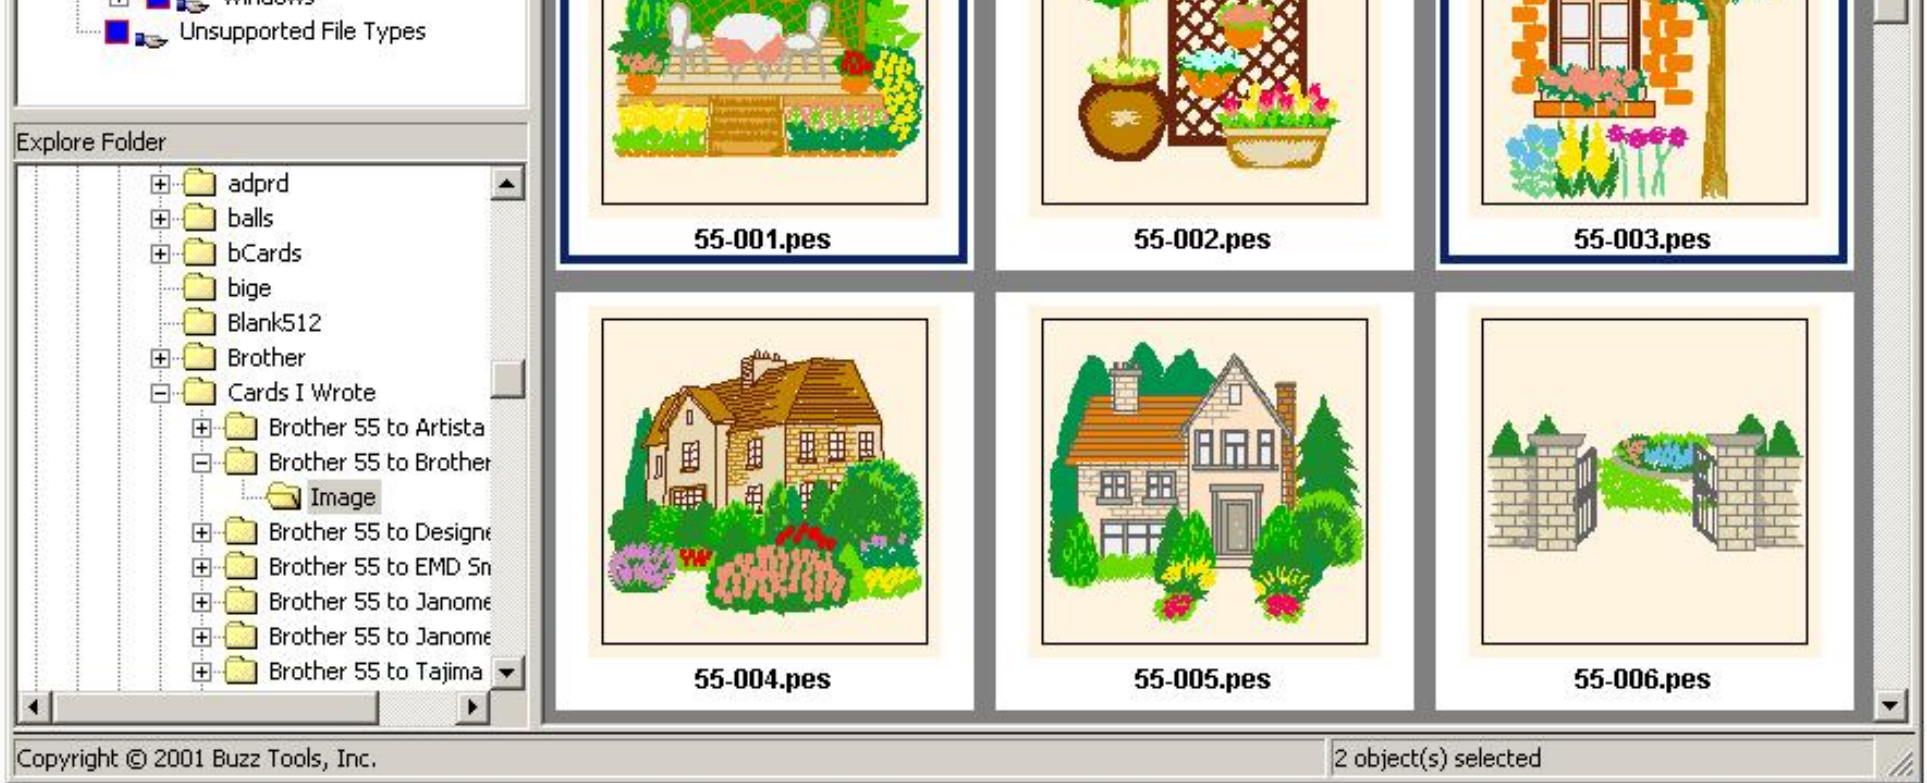 Windows
Unsupported File Types
Explore Folder
adprd
balls
bCards
bige
Blank512
Brother
Cards I Wrote
Brother 55 to Artista
Brother 55 to Brother
Image
Brother 55 to Designe
Brother 55 to EMD Sn
Brother 55 to Janome
Brother 55 to Janome
Brother 55 to Tajima
55-001.pes
55-002.pes
55-003.pes
55-004.pes
55-005.pes
55-006.pes
Copyright © 2001 Buzz Tools, Inc.
2 object(s) selected